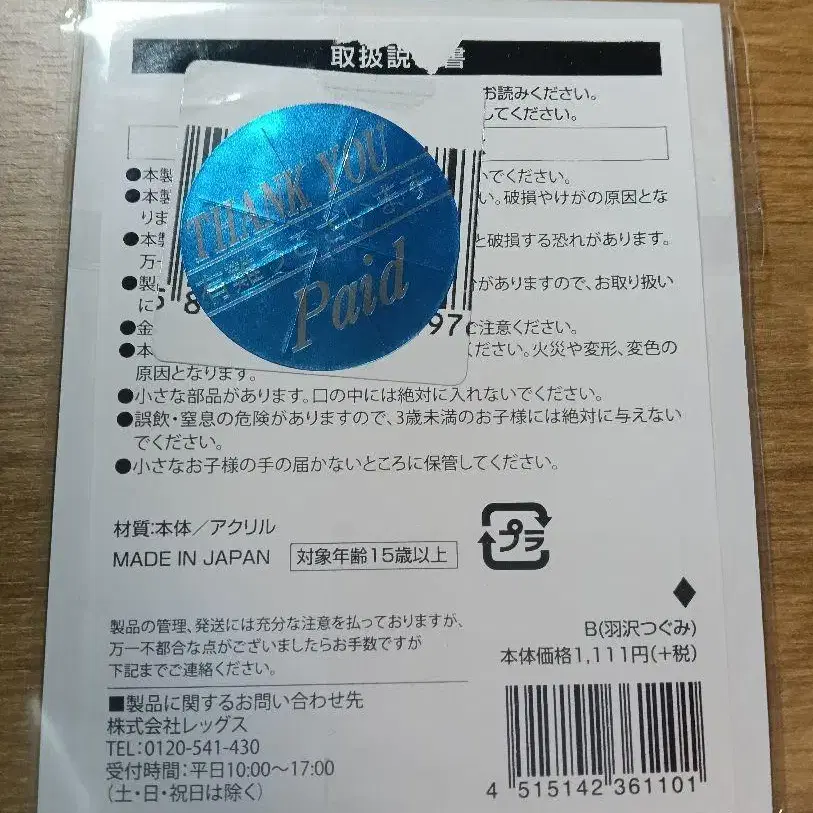 取扱説 書
お読みください。
してください。
●本製 いでください。
●本製 い。破損やけがの原因とな
りま
●本製 と破損する恐れがあります。
万一
●製品 がありますので、お取り扱い
に
●金 ご注意ください。
●本 ください。火災や変形、変色の
原因となります。
●小さな部品があります。口の中には絶対に入れないでください。
●誤飲・窒息の危険がありますので、3歳未満のお子様には絶対に与えない
でください。
●小さなお子様の手の届かないところに保管してください。
THANK YOU
有難うございます
Paid
8
97
材質:本体/アクリル
MADE IN JAPAN
対象年齢15歳以上
プラ
製品の管理、発送には充分な注意を払っておりますが、
万一不都合な点がございましたらお手数ですが
下記までご連絡ください。
■製品に関するお問い合わせ先
株式会社レッグス
TEL:0120-541-430
受付時間:平日10:00〜17:00
(土・日・祝日は除く)
B(羽沢つぐみ)
本体価格1,111円(+税)
4 515142 361101